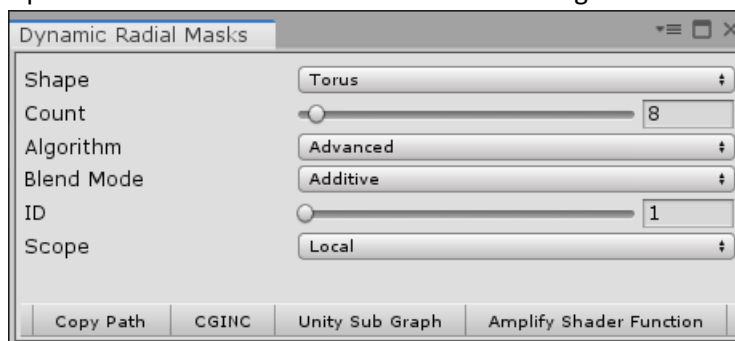 Dynamic Radial Masks
Shape Torus
Count 8
Algorithm Advanced
Blend Mode Additive
ID 1
Scope Local
Copy Path CGINC Unity Sub Graph Amplify Shader Function